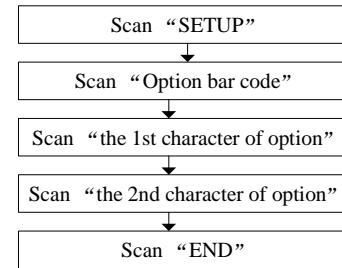 Scan “SETUP”
Scan “Option bar code”
Scan “the 1st character of option”
Scan “the 2nd character of option”
Scan “END”